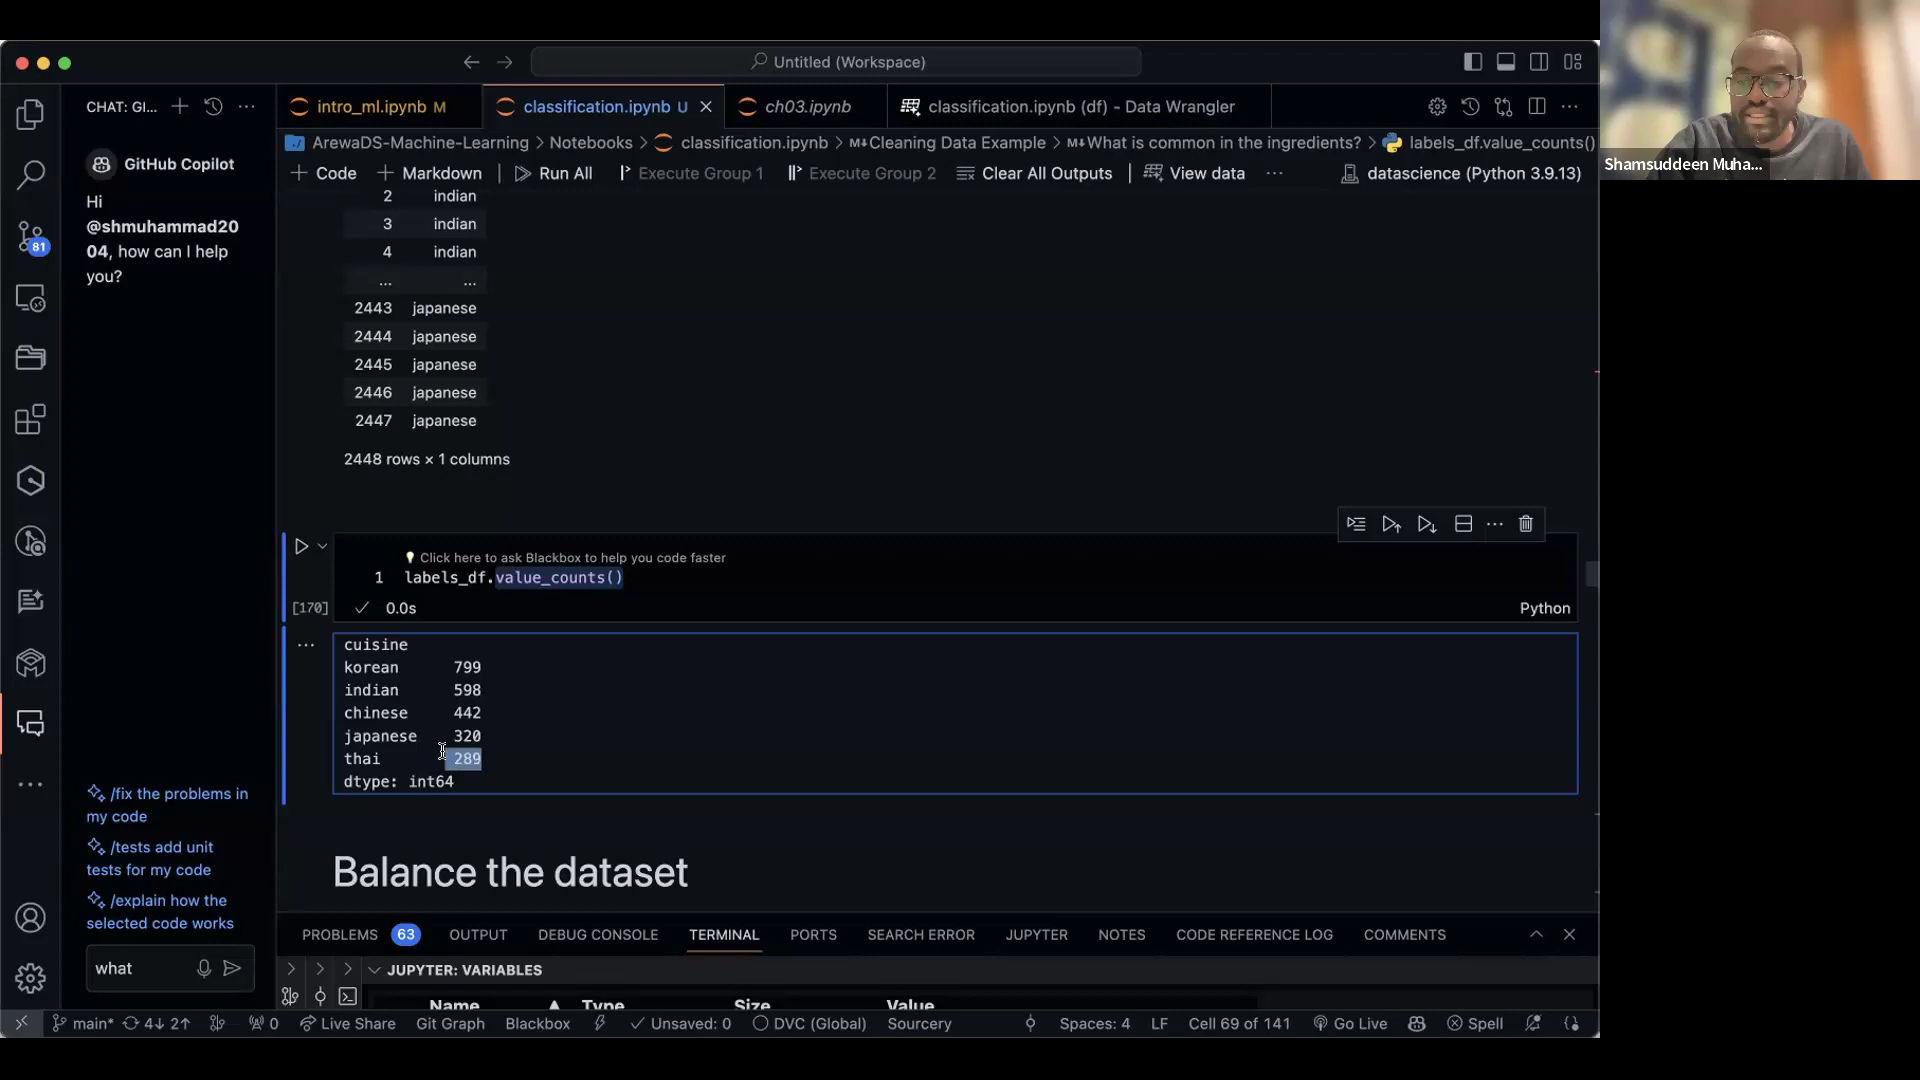 Untitled (Workspace)
CHAT: GI...
intro_ml.ipynb M
classification.ipynb U
ch03.ipynb
classification.ipynb (df) - Data Wrangler
ArewaDS-Machine-Learning > Notebooks > classification.ipynb > M↓Cleaning Data Example > M↓What is common in the ingredients? > labels_df.value_counts()
Code
Markdown
Run All
Execute Group 1
Execute Group 2
Clear All Outputs
View data
datascience (Python 3.9.13)
GitHub Copilot
Hi
@shmuhammad20
04, how can I help
you?
2 indian
3 indian
4 indian
... ...
2443 japanese
2444 japanese
2445 japanese
2446 japanese
2447 japanese
2448 rows × 1 columns
Click here to ask Blackbox to help you code faster
1 labels_df.value_counts()
[170] 0.0s Python
cuisine
korean 799
indian 598
chinese 442
japanese 320
thai 289
dtype: int64
Balance the dataset
81
/fix the problems in
my code
/tests add unit
tests for my code
/explain how the
selected code works
what
PROBLEMS 63 OUTPUT DEBUG CONSOLE TERMINAL PORTS SEARCH ERROR JUPYTER NOTES CODE REFERENCE LOG COMMENTS
JUPYTER: VARIABLES
Name Type Size Value
main* 4↓ 2↑ 0 Live Share Git Graph Blackbox Unsaved: 0 DVC (Global) Sourcery Spaces: 4 LF Cell 69 of 141 Go Live Spell
Shamsuddeen Muha...